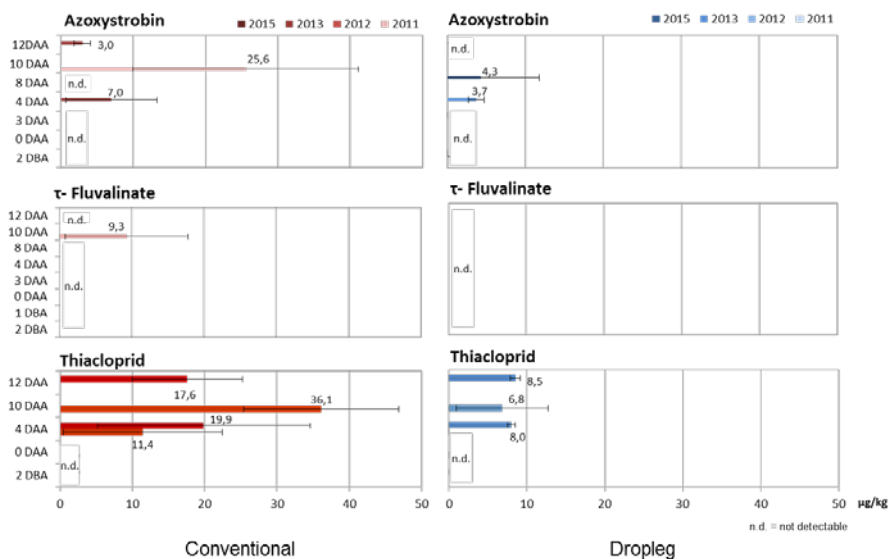 Azoxystrobin
2015 2013 2012 2011
12DAA
10 DAA
8 DAA
4 DAA
3 DAA
0 DAA
2 DBA
3,0
25,6
n.d.
7,0
n.d.
Azoxystrobin
2015 2013 2012 2011
n.d.
4,3
3,7
n.d.
τ- Fluvalinate
12 DAA
10 DAA
8 DAA
4 DAA
3 DAA
0 DAA
1 DBA
2 DBA
n.d.
9,3
n.d.
τ- Fluvalinate
n.d.
Thiacloprid
12 DAA
10 DAA
4 DAA
0 DAA
2 DBA
17,6
36,1
19,9
11,4
n.d.
0 10 20 30 40 50
Thiacloprid
8,5
6,8
8,0
n.d.
0 10 20 30 40 50
µg/kg
n.d. = not detectable
Conventional
Dropleg